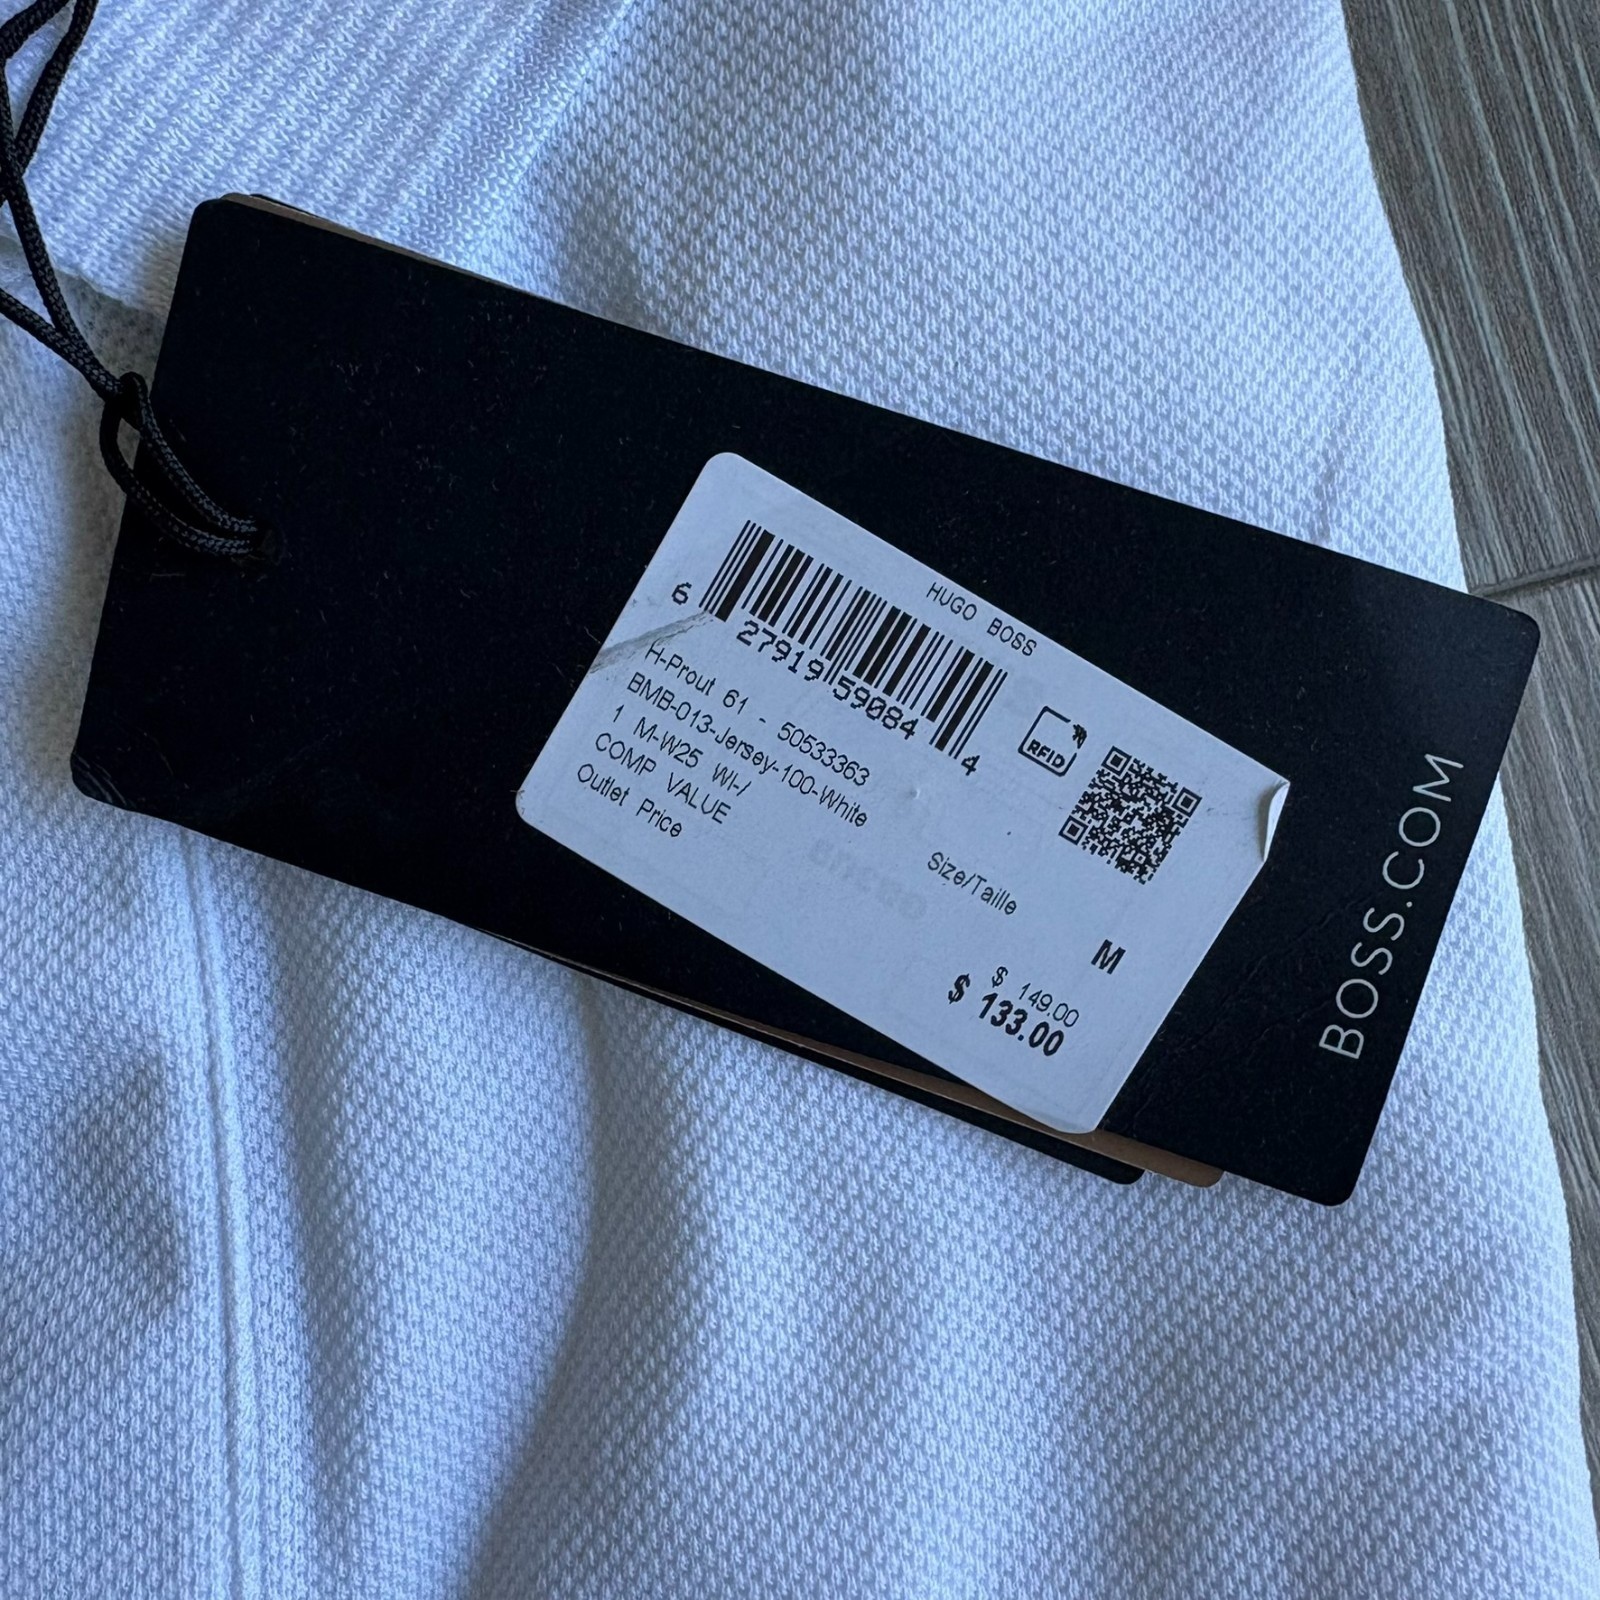 HUGO BOSS
6 27919 59084 4
RFID
H-Prout 61 - 50533363
BMB-013-Jersey-100-White
1 M-W25 WI-/
COMP VALUE
Outlet Price
Size/Taille
M
$ 149.00
$ 133.00
BOSS.COM